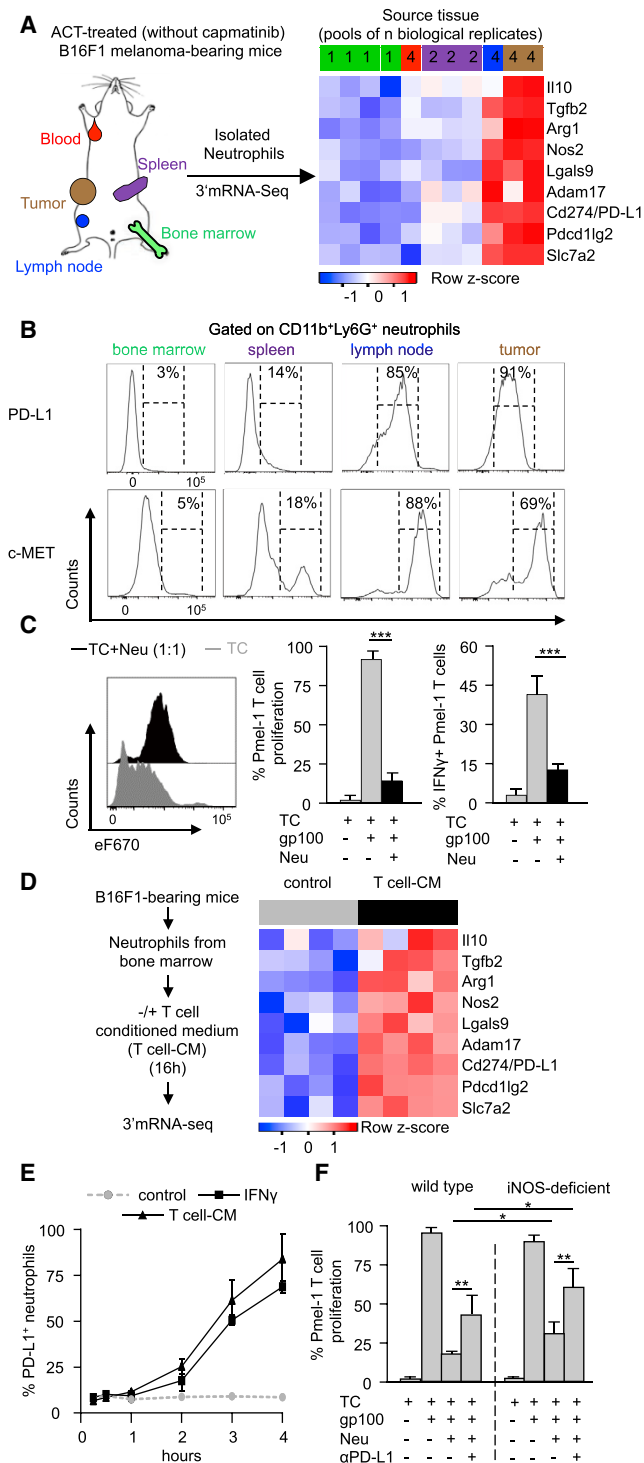 A
ACT-treated (without capmatinib)
B16F1 melanoma-bearing mice
Blood
Spleen
Tumor
Lymph node
Bone marrow
Isolated
Neutrophils
3'mRNA-Seq
Source tissue
(pools of n biological replicates)
1 1 1 1 4 2 2 2 4 4 4
Il10
Tgfb2
Arg1
Nos2
Lgals9
Adam17
Cd274/PD-L1
Pdcd1lg2
Slc7a2
-1 1
Row z-score
B
Gated on CD11b+Ly6G+ neutrophils
bone marrow spleen lymph node tumor
PD-L1
3% 14% 85% 91%
0 10⁵
c-MET
5% 18% 88% 69%
0 10⁵
Counts
C
TC+Neu (1:1) TC
Counts
0 10⁵
eF670
% Pmel-1 T cell
proliferation
100
75
50
25
0
***
TC + + +
gp100 - + +
Neu - - +
% IFNγ+ Pmel-1 T cells
60
45
30
15
0
***
TC + + +
gp100 - + +
Neu - - +
D
B16F1-bearing mice
Neutrophils from
bone marrow
-/+ T cell
conditioned medium
(T cell-CM)
(16h)
3'mRNA-seq
control T cell-CM
Il10
Tgfb2
Arg1
Nos2
Lgals9
Adam17
Cd274/PD-L1
Pdcd1lg2
Slc7a2
-1 0 1
Row z-score
E
control IFNγ
T cell-CM
% PD-L1+ neutrophils
100
75
50
25
0
0 1 2 3 4
hours
F
wild type iNOS-deficient
% Pmel-1 T cell
proliferation
100
75
50
25
0
*
*
** **
TC + + + + + + + +
gp100 - + + + - + + +
Neu - - + + - - + +
αPD-L1 - - - + - - - +